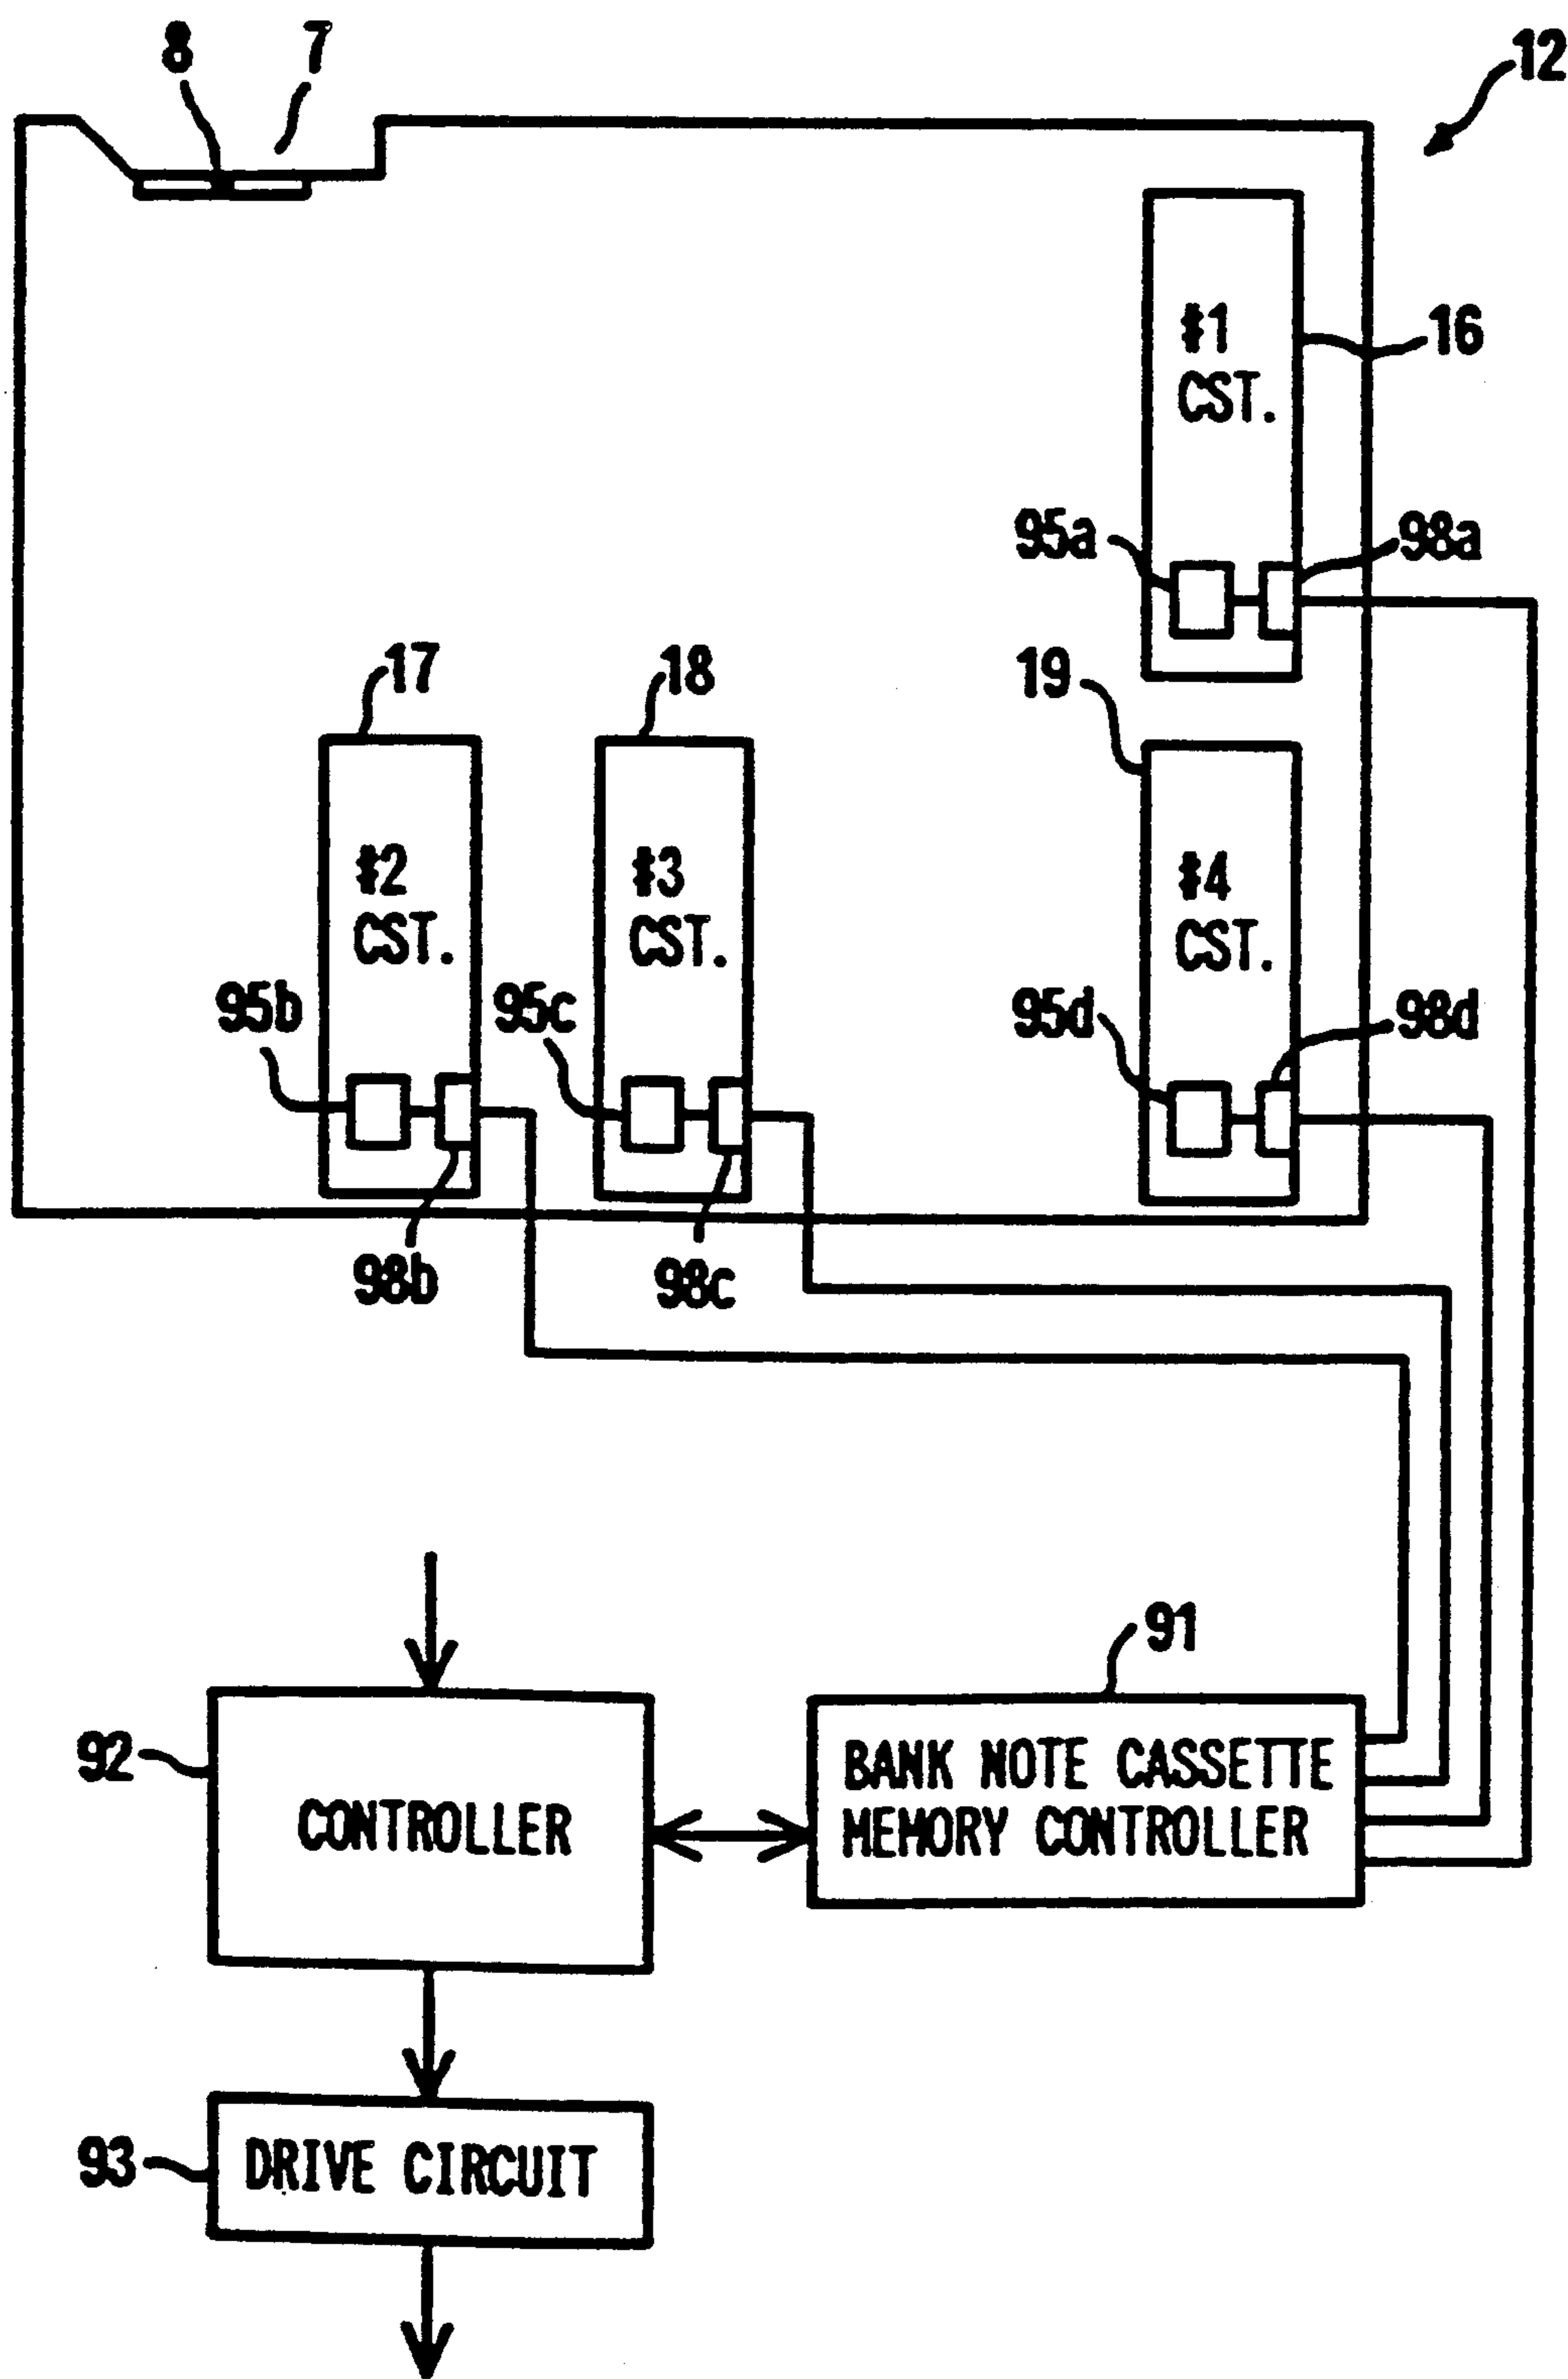 8
7
12
#1
CST.
16
95a
98a
17
18
19
#2
CST.
#3
CST.
#4
CST.
95b
95c
95d
98d
98b
98c
91
92
CONTROLLER
BANK NOTE CASSETTE
MEMORY CONTROLLER
93
DRIVE CIRCUIT